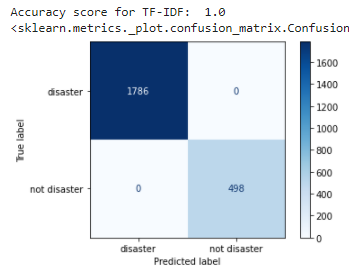 Accuracy score for TF-IDF:  1.0
<sklearn.metrics._plot.confusion_matrix.Confusion
disaster
not disaster
True label
1786
0
0
498
disaster
not disaster
Predicted label
1600
1400
1200
1000
800
600
400
200
0